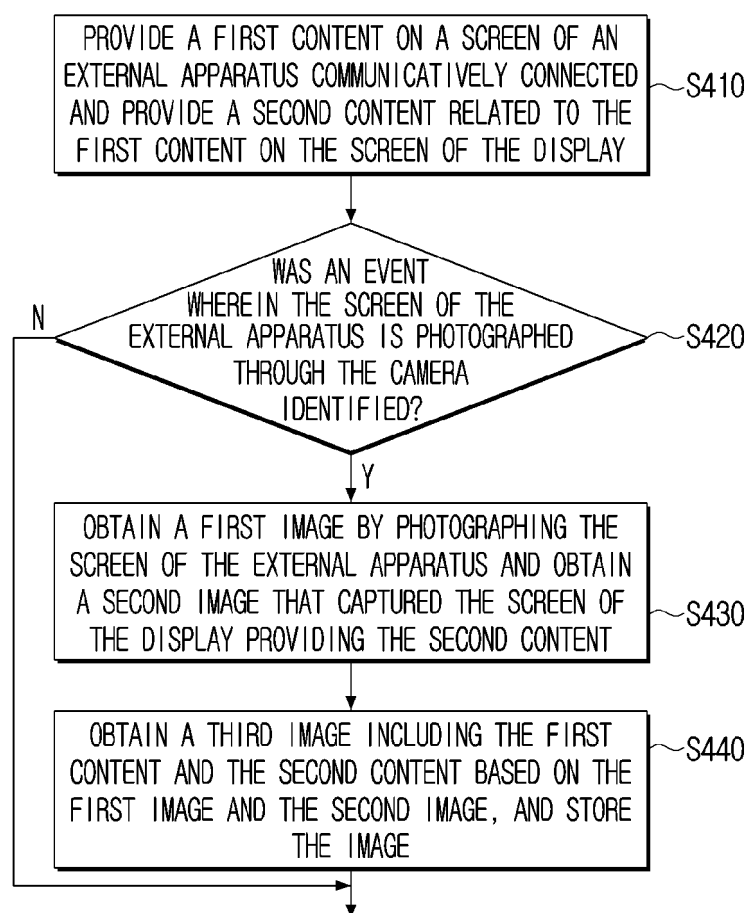 PROVIDE A FIRST CONTENT ON A SCREEN OF AN
EXTERNAL APPARATUS COMMUNICATIVELY CONNECTED
AND PROVIDE A SECOND CONTENT RELATED TO THE
FIRST CONTENT ON THE SCREEN OF THE DISPLAY
S410
WAS AN EVENT
WHEREIN THE SCREEN OF THE
EXTERNAL APPARATUS IS PHOTOGRAPHED
THROUGH THE CAMERA
IDENTIFIED?
S420
N
Y
OBTAIN A FIRST IMAGE BY PHOTOGRAPHING THE
SCREEN OF THE EXTERNAL APPARATUS AND OBTAIN
A SECOND IMAGE THAT CAPTURED THE SCREEN OF
THE DISPLAY PROVIDING THE SECOND CONTENT
S430
OBTAIN A THIRD IMAGE INCLUDING THE FIRST
CONTENT AND THE SECOND CONTENT BASED ON THE
FIRST IMAGE AND THE SECOND IMAGE, AND STORE
THE IMAGE
S440